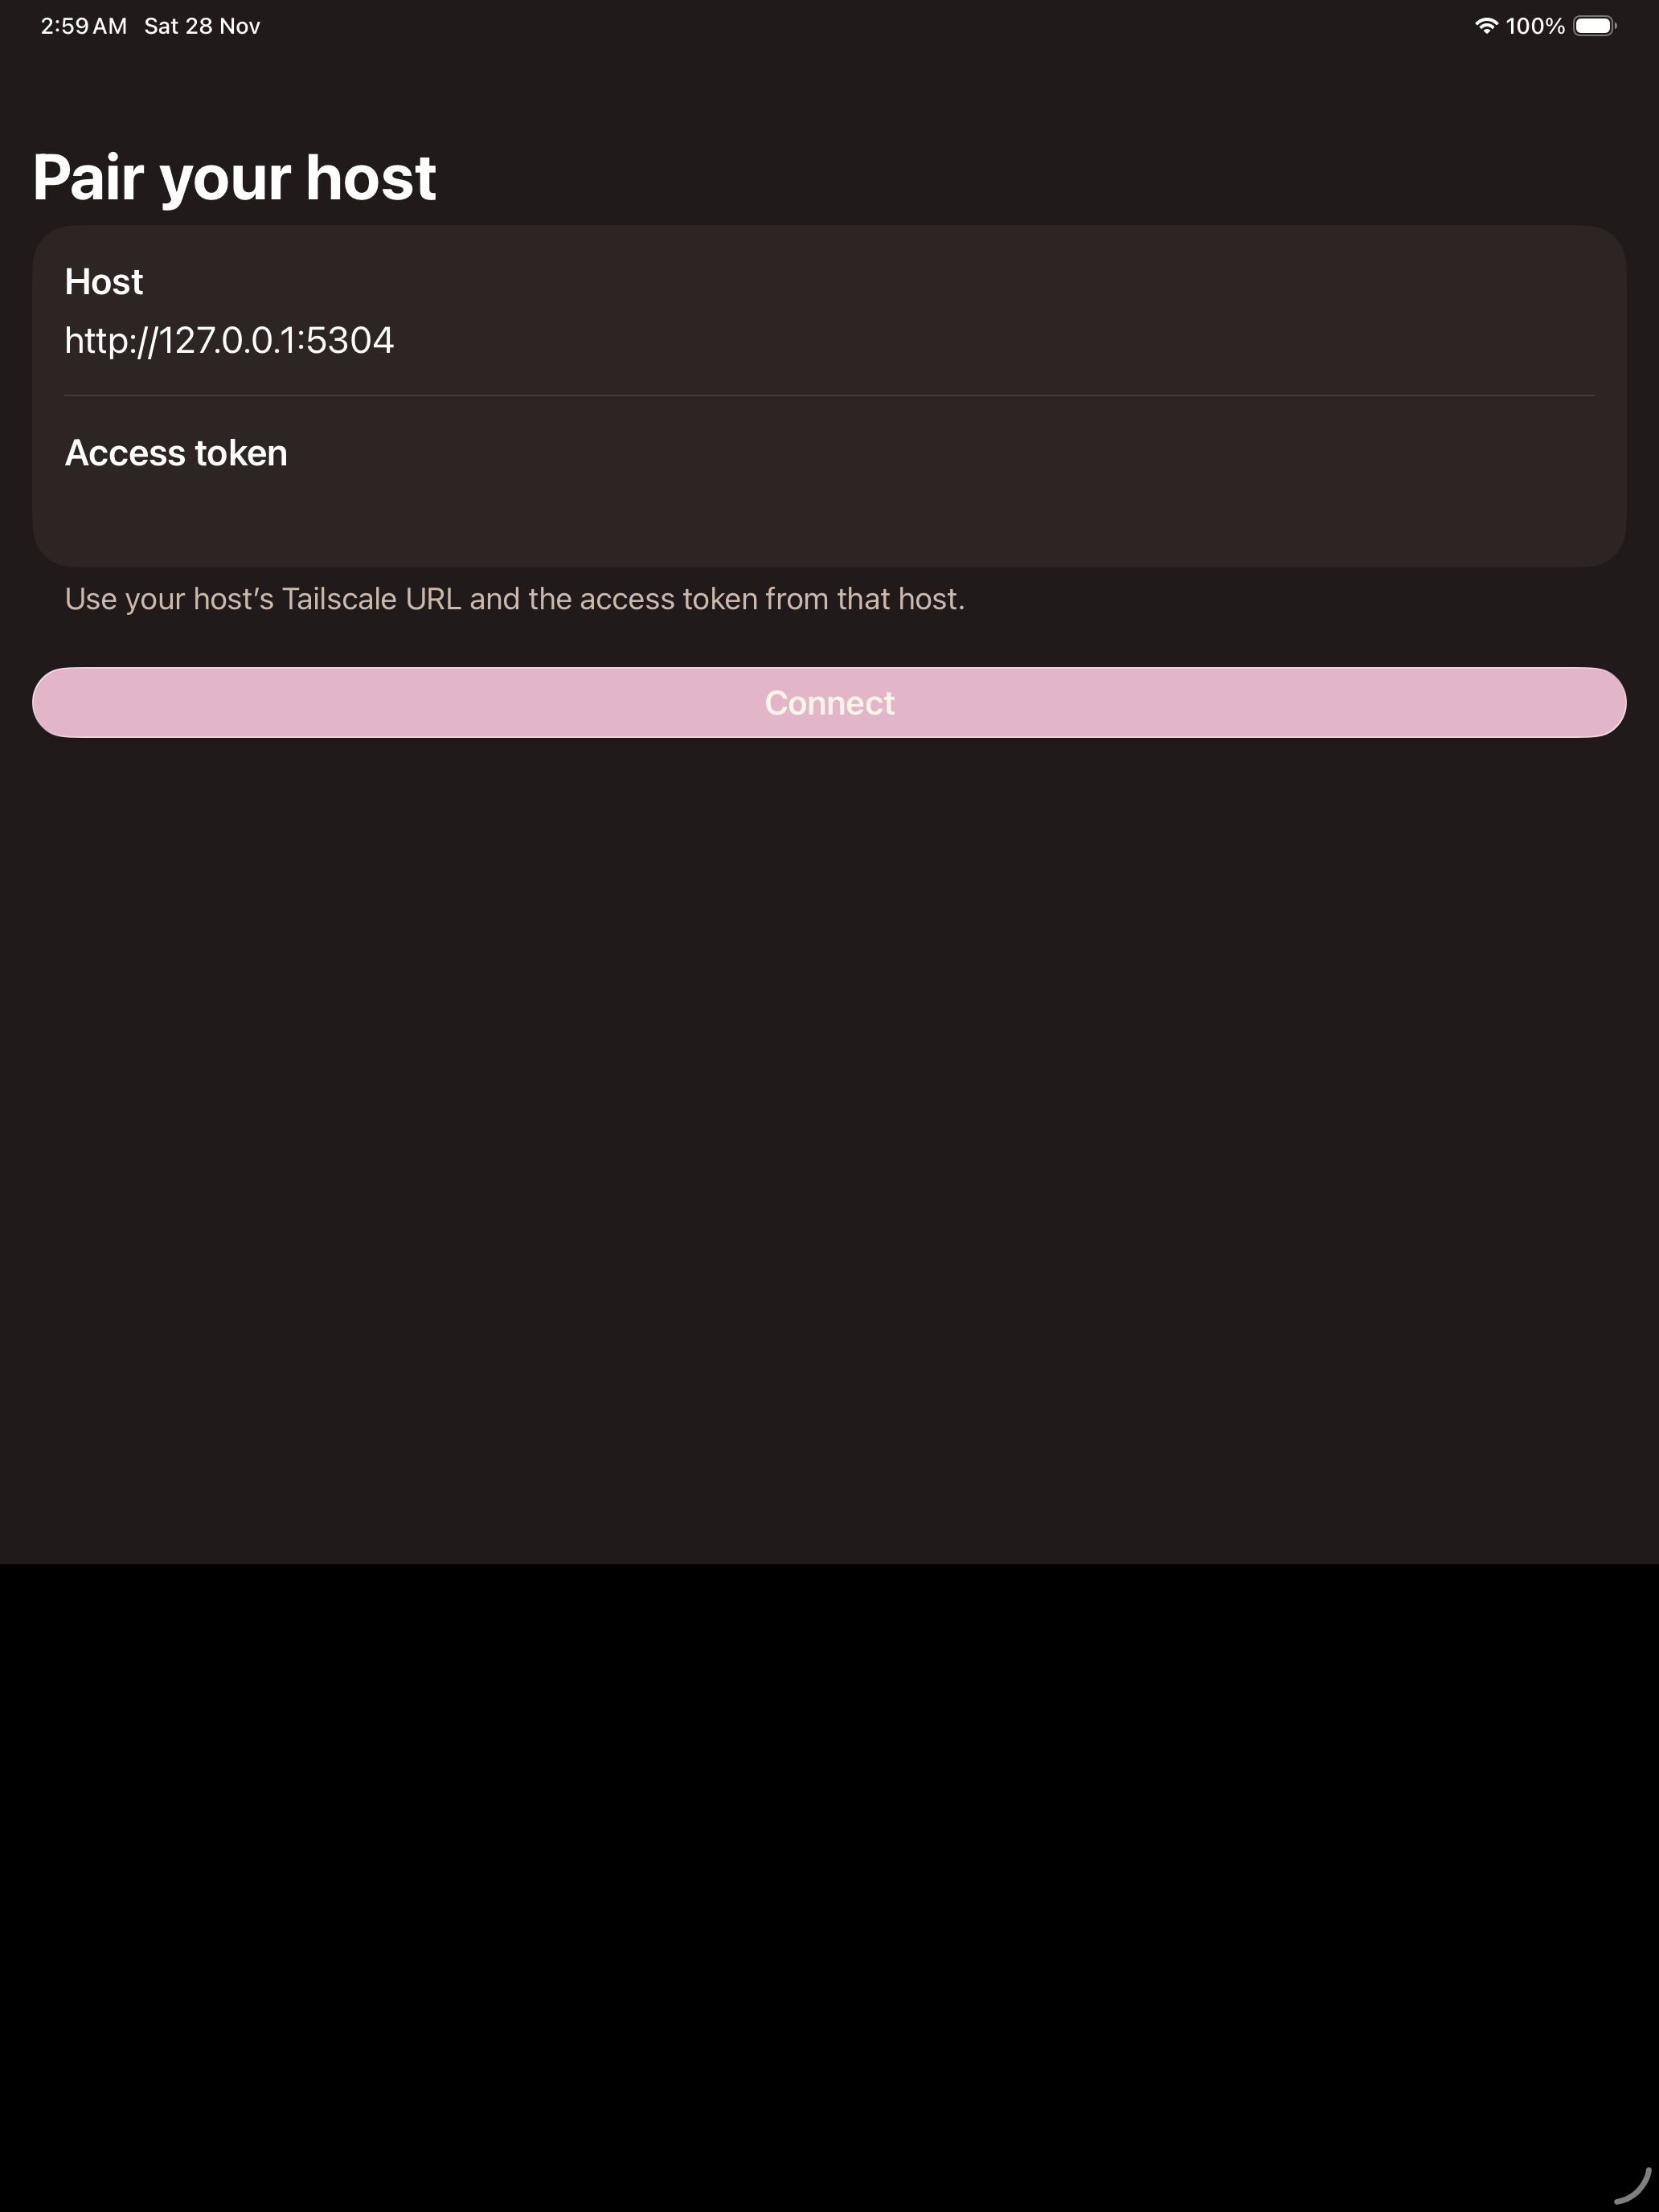 2:59 AM Sat 28 Nov 100%
Pair your host
Host
http://127.0.0.1:5304
Access token
Use your host’s Tailscale URL and the access token from that host.
Connect